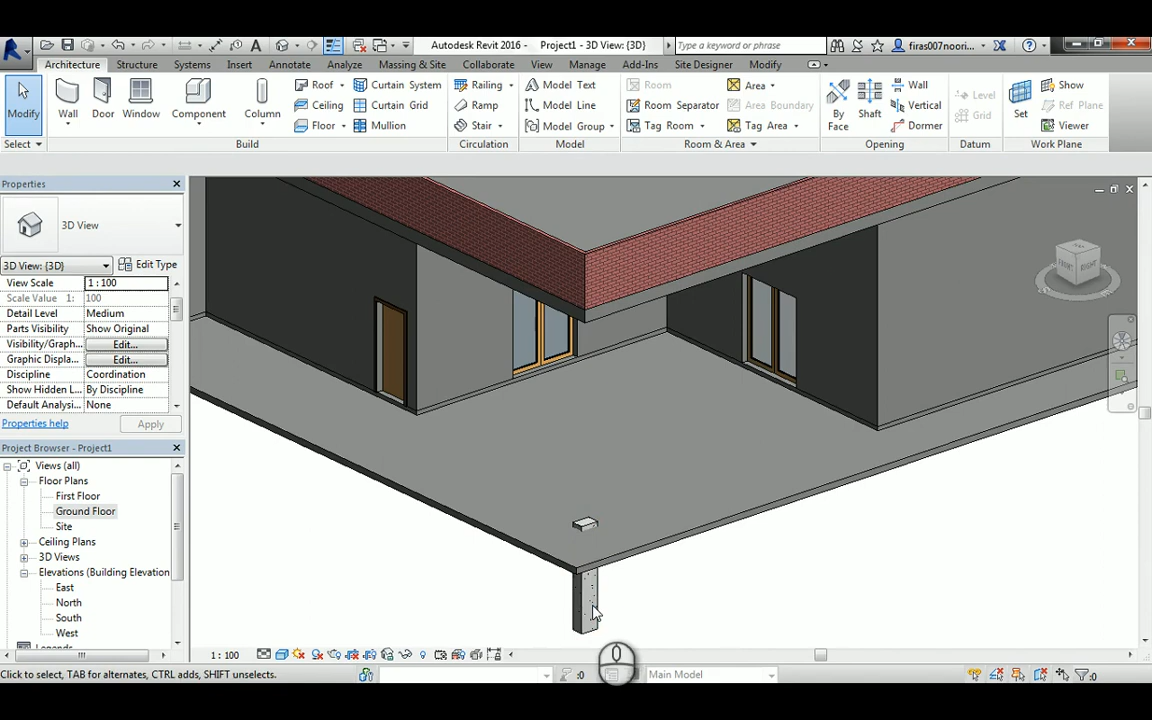 Autodesk Revit 2016 - Project1 - 3D View: {3D} Type a keyword or phrase firas007noori...
Architecture Structure Systems Insert Annotate Analyze Massing & Site Collaborate View Manage Add-Ins Site Designer Modify
Modify Wall Door Window Component Column
Roof Curtain System
Ceiling Curtain Grid
Floor Mullion
Railing Model Text
Ramp Model Line
Stair Model Group
Room Area
Room Separator Area Boundary
Tag Room Tag Area
By Face Shaft
Wall
Vertical
Dormer
Level
Grid
Set
Show
Ref Plane
Viewer
Select Build Circulation Model Room & Area Opening Datum Work Plane
Properties
3D View
3D View: {3D} Edit Type
View Scale 1 : 100
Scale Value 1: 100
Detail Level Medium
Parts Visibility Show Original
Visibility/Graph... Edit...
Graphic Displa... Edit...
Discipline Coordination
Show Hidden L... By Discipline
Default Analysi... None
Properties help Apply
Project Browser - Project1
Views (all)
Floor Plans
First Floor
Ground Floor
Site
Ceiling Plans
3D Views
Elevations (Building Elevation
East
North
South
West
Legends
FRONT RIGHT
1 : 100
Click to select, TAB for alternates, CTRL adds, SHIFT unselects. :0 Main Model :0